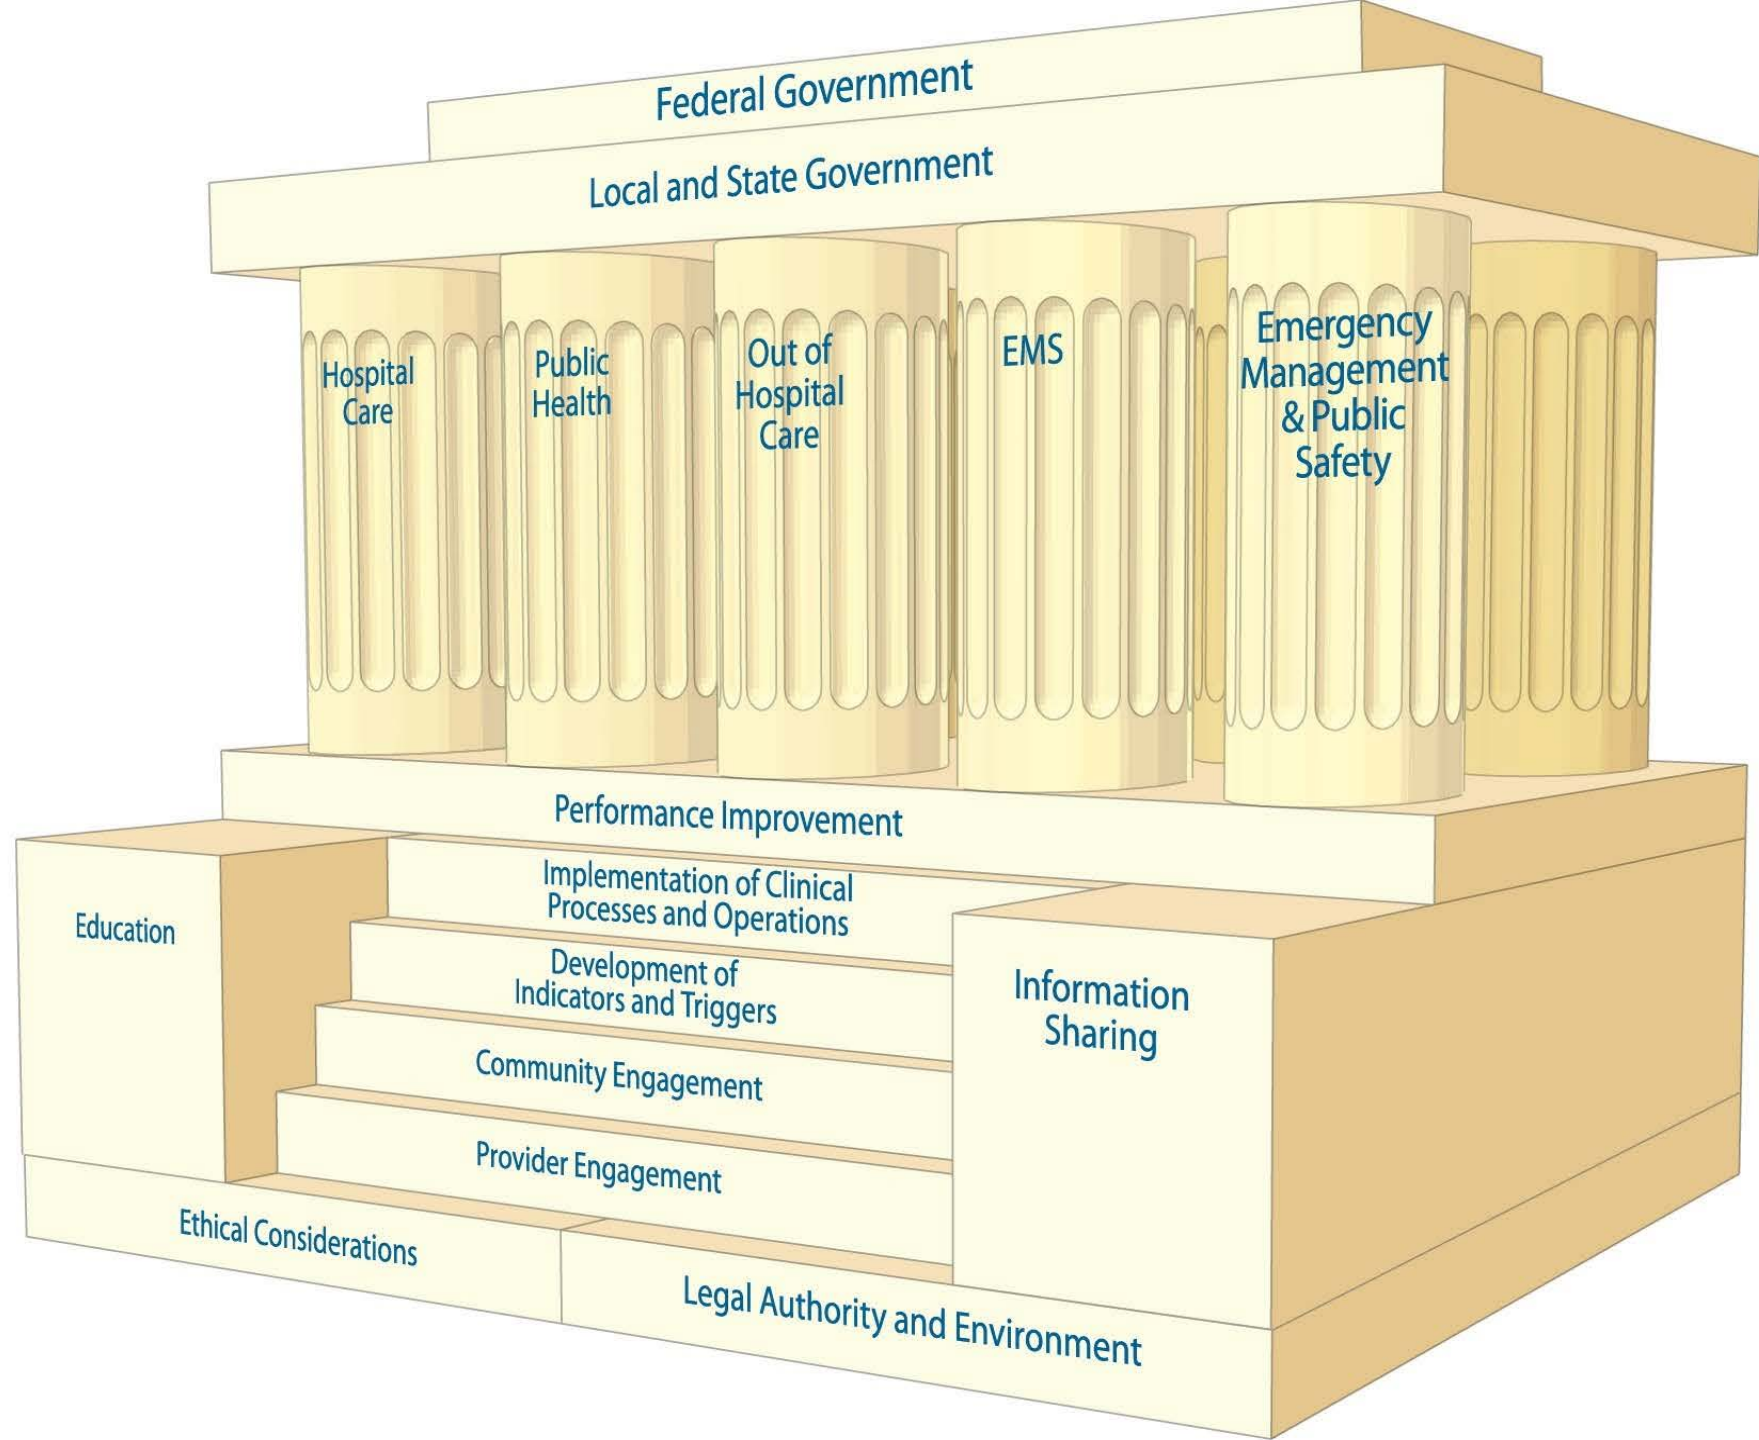 Federal Government
Local and State Government
Hospital
Care
Public
Health
Out of
Hospital
Care
EMS
Emergency
Management
& Public
Safety
Performance Improvement
Implementation of Clinical
Processes and Operations
Education
Development of
Indicators and Triggers
Information
Sharing
Community Engagement
Provider Engagement
Ethical Considerations
Legal Authority and Environment